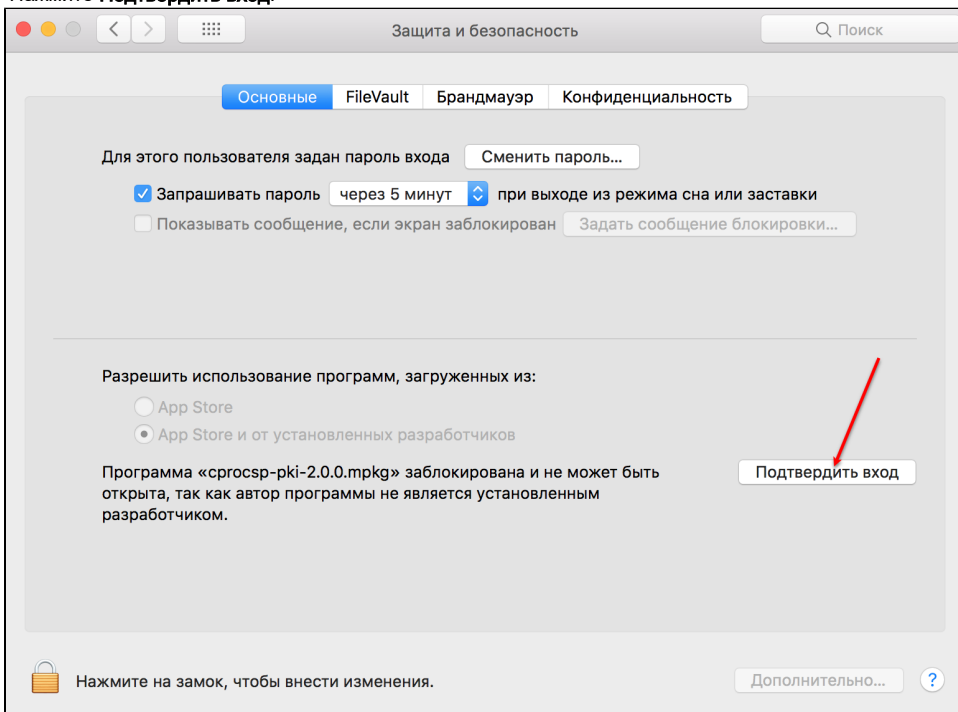 Нажмите Подтвердить вход.
Защита и безопасность
Поиск
Основные FileVault Брандмауэр Конфиденциальность
Для этого пользователя задан пароль входа Сменить пароль...
Запрашивать пароль через 5 минут при выходе из режима сна или заставки
Показывать сообщение, если экран заблокирован Задать сообщение блокировки...
Разрешить использование программ, загруженных из:
App Store
App Store и от установленных разработчиков
Программа «cprocsp-pki-2.0.0.mpkg» заблокирована и не может быть
открыта, так как автор программы не является установленным
разработчиком.
Подтвердить вход
Нажмите на замок, чтобы внести изменения.
Дополнительно... ?